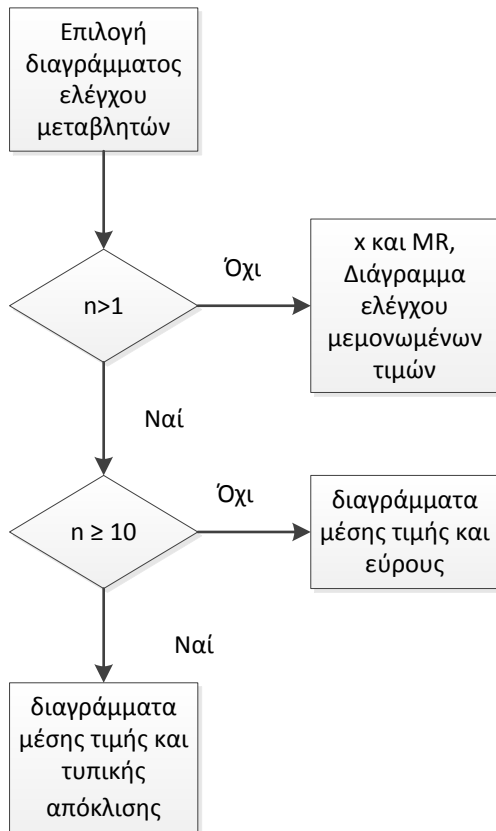 Επιλογή
διαγράμματος
ελέγχου
μεταβλητών
n>1
Όχι
x και MR,
Διάγραμμα
ελέγχου
μεμονωμένων
τιμών
Ναί
n ≥ 10
Όχι
διαγράμματα
μέσης τιμής και
εύρους
Ναί
διαγράμματα
μέσης τιμής και
τυπικής
απόκλισης